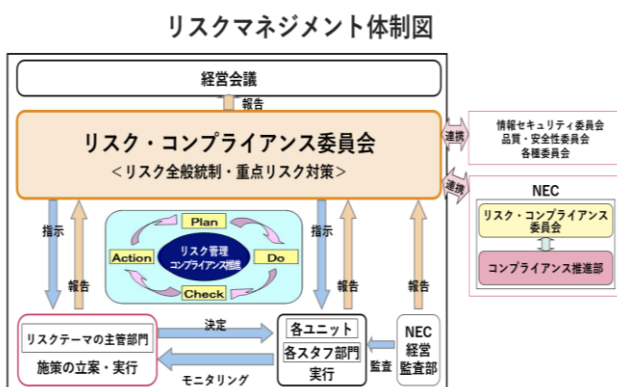 リスクマネジメント体制図
経営会議
報告
リスク・コンプライアンス委員会
＜リスク全般統制・重点リスク対策＞
連携
情報セキュリティ委員会
品質・安全性委員会
各種委員会
連携
NEC
リスク・コンプライアンス
委員会
コンプライアンス推進部
指示
報告
Plan
Action
リスク管理
コンプライアンス推進
Do
Check
指示
報告
報告
リスクテーマの主管部門
施策の立案・実行
決定
モニタリング
各ユニット
各スタッフ部門
実行
監査
NEC
経営
監査部